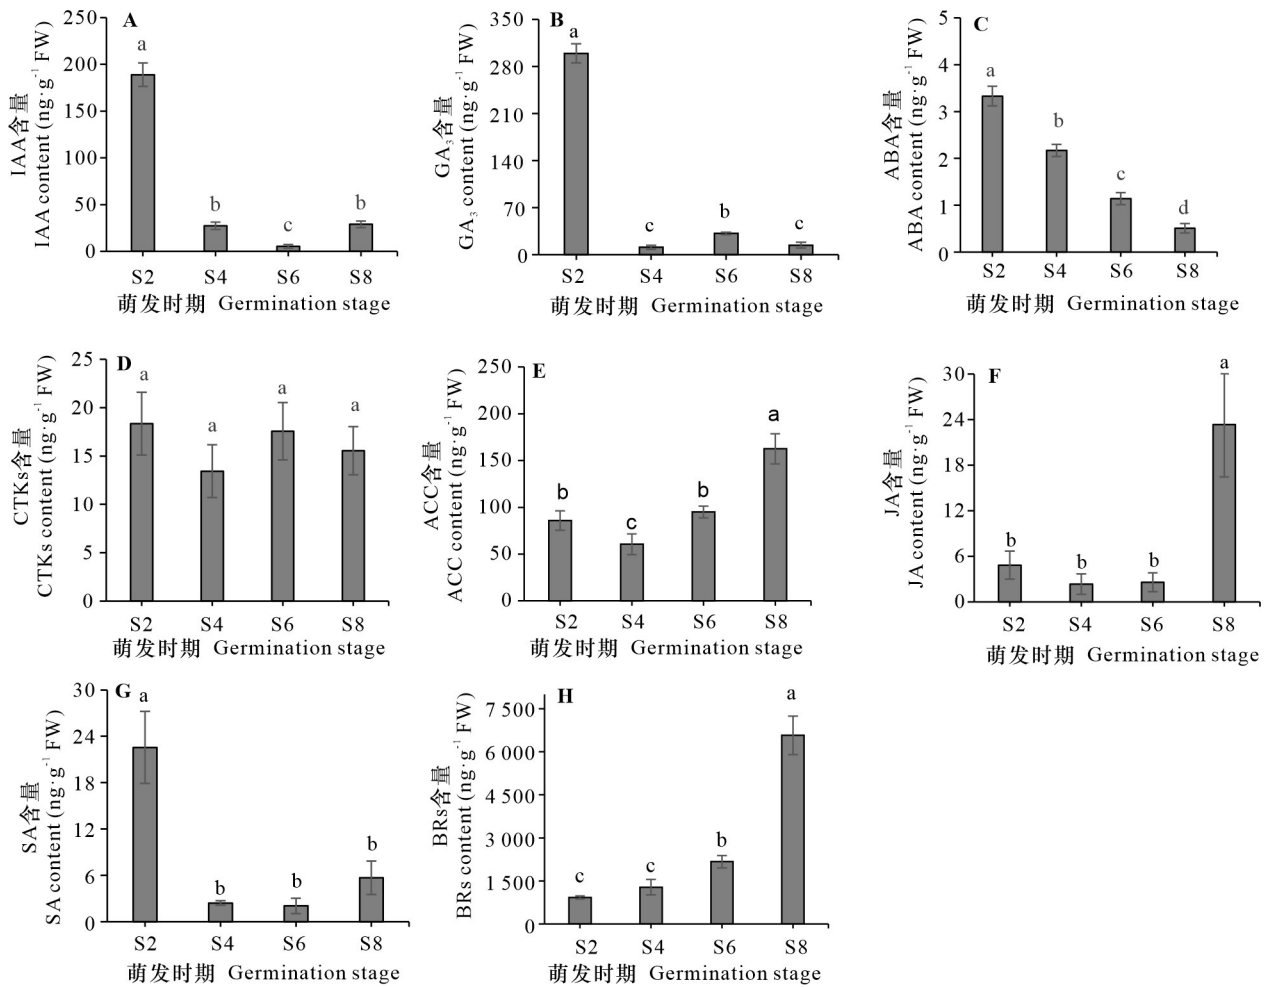 A
IAA含量
IAA content (ng·g⁻¹ FW)
250
200
150
100
50
0
a
b
c
b
S2 S4 S6 S8
萌发时期 Germination stage
B
GA₃含量
GA₃ content (ng·g⁻¹ FW)
350
280
210
140
70
0
a
c
b
c
S2 S4 S6 S8
萌发时期 Germination stage
C
ABA含量
ABA content (ng·g⁻¹ FW)
5
4
3
2
1
0
a
b
c
d
S2 S4 S6 S8
萌发时期 Germination stage
D
CTKs含量
CTKs content (ng·g⁻¹ FW)
25
20
15
10
5
0
a
a
a
a
S2 S4 S6 S8
萌发时期 Germination stage
E
ACC含量
ACC content (ng·g⁻¹ FW)
250
200
150
100
50
0
b
c
b
a
S2 S4 S6 S8
萌发时期 Germination stage
F
JA含量
JA content (ng·g⁻¹ FW)
30
24
18
12
6
0
b
b
b
a
S2 S4 S6 S8
萌发时期 Germination stage
G
SA含量
SA content (ng·g⁻¹ FW)
30
24
18
12
6
0
a
b
b
b
S2 S4 S6 S8
萌发时期 Germination stage
H
BRs含量
BRs content (ng·g⁻¹ FW)
7 500
6 000
4 500
3 000
1 500
0
c
c
b
a
S2 S4 S6 S8
萌发时期 Germination stage